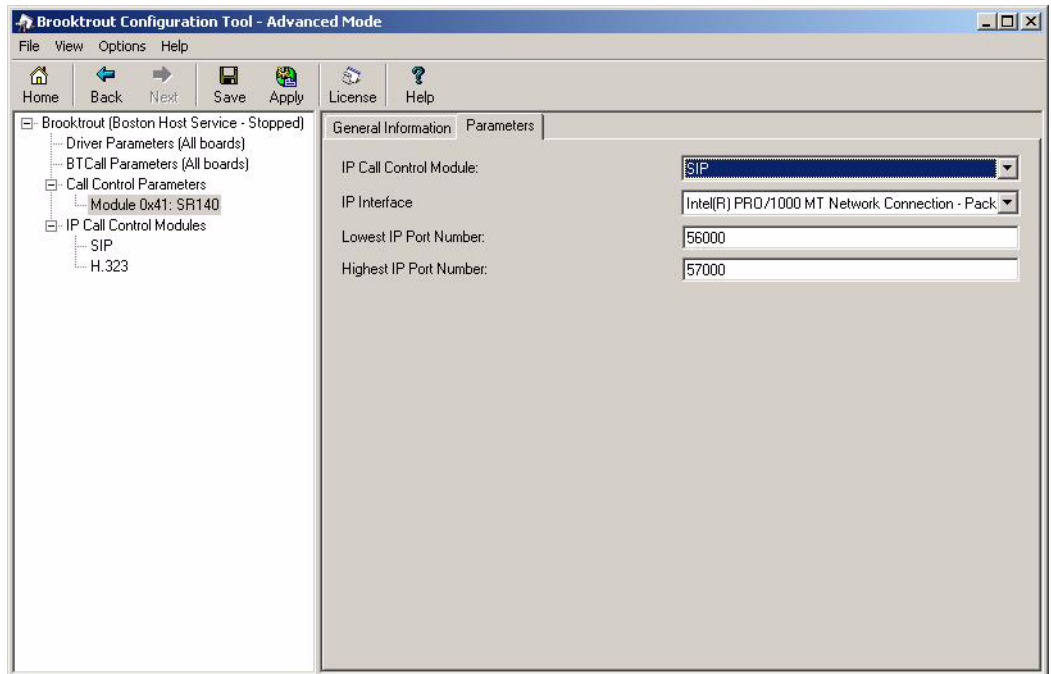 Brooktrout Configuration Tool - Advanced Mode
File View Options Help
Home Back Next Save Apply License Help
Brooktrout (Boston Host Service - Stopped)
Driver Parameters (All boards)
BTCall Parameters (All boards)
Call Control Parameters
Module 0x41: SR140
IP Call Control Modules
SIP
H.323
General Information Parameters
IP Call Control Module: SIP
IP Interface Intel(R) PRO/1000 MT Network Connection - Pack
Lowest IP Port Number: 56000
Highest IP Port Number: 57000